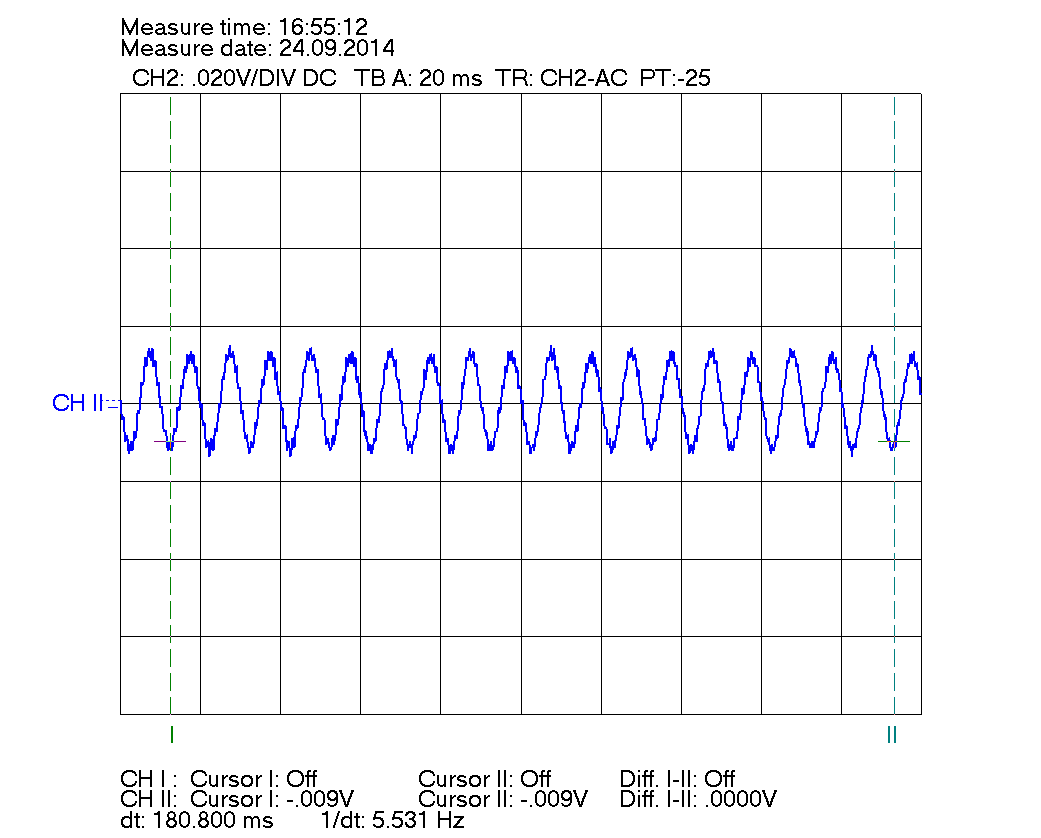 Measure time: 16:55:12
Measure date: 24.09.2014
CH2: .020V/DIV DC TB A: 20 ms TR: CH2-AC PT:-25
CH II
I II
CH I : Cursor I: Off Cursor II: Off Diff. I-II: Off
CH II: Cursor I: -.009V Cursor II: -.009V Diff. I-II: .0000V
dt: 180.800 ms 1/dt: 5.531 Hz